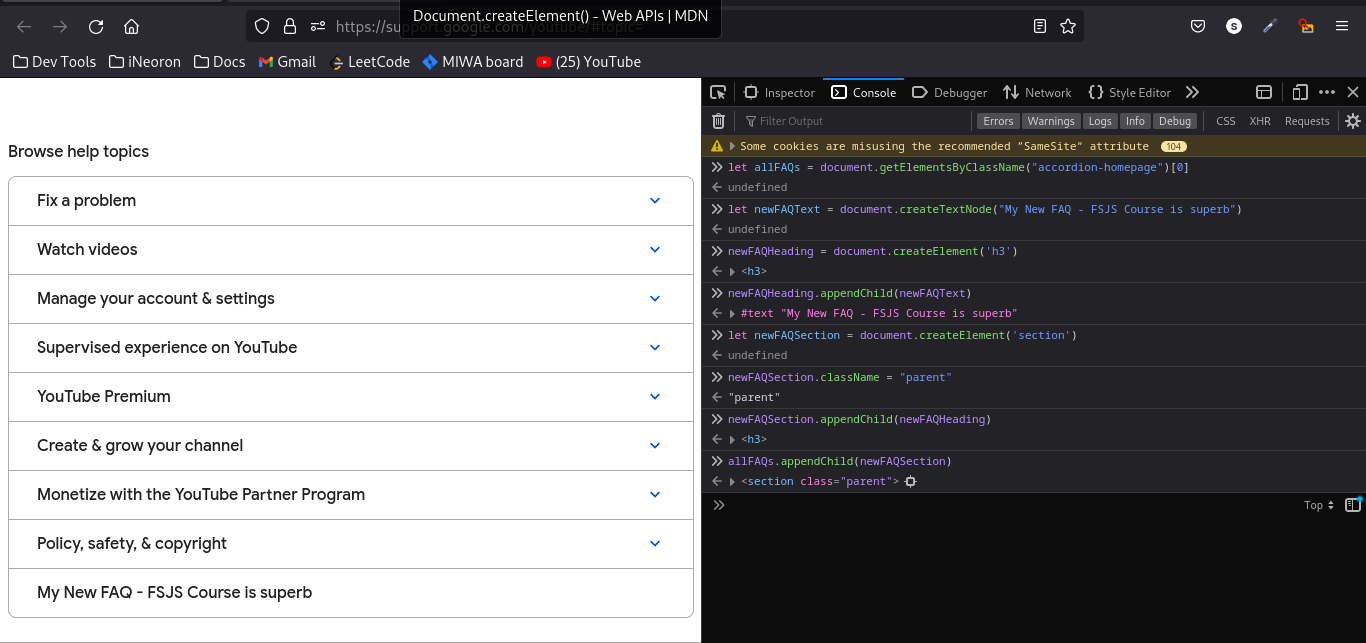 Document.createElement() - Web APIs | MDN
https://support.google.com/youtube/#topic=
Dev Tools iNeuron Docs Gmail LeetCode MIWA board (25) YouTube
Inspector Console Debugger Network Style Editor
Filter Output Errors Warnings Logs Info Debug CSS XHR Requests
Some cookies are misusing the recommended “SameSite“ attribute 104
let allFAQs = document.getElementsByClassName("accordion-homepage")[0]
undefined
let newFAQText = document.createTextNode("My New FAQ - FSJS Course is superb")
undefined
newFAQHeading = document.createElement('h3')
<h3>
newFAQHeading.appendChild(newFAQText)
#text "My New FAQ - FSJS Course is superb"
let newFAQSection = document.createElement('section')
undefined
newFAQSection.className = "parent"
"parent"
newFAQSection.appendChild(newFAQHeading)
<h3>
allFAQs.appendChild(newFAQSection)
<section class="parent">
Top
Browse help topics
Fix a problem
Watch videos
Manage your account & settings
Supervised experience on YouTube
YouTube Premium
Create & grow your channel
Monetize with the YouTube Partner Program
Policy, safety, & copyright
My New FAQ - FSJS Course is superb